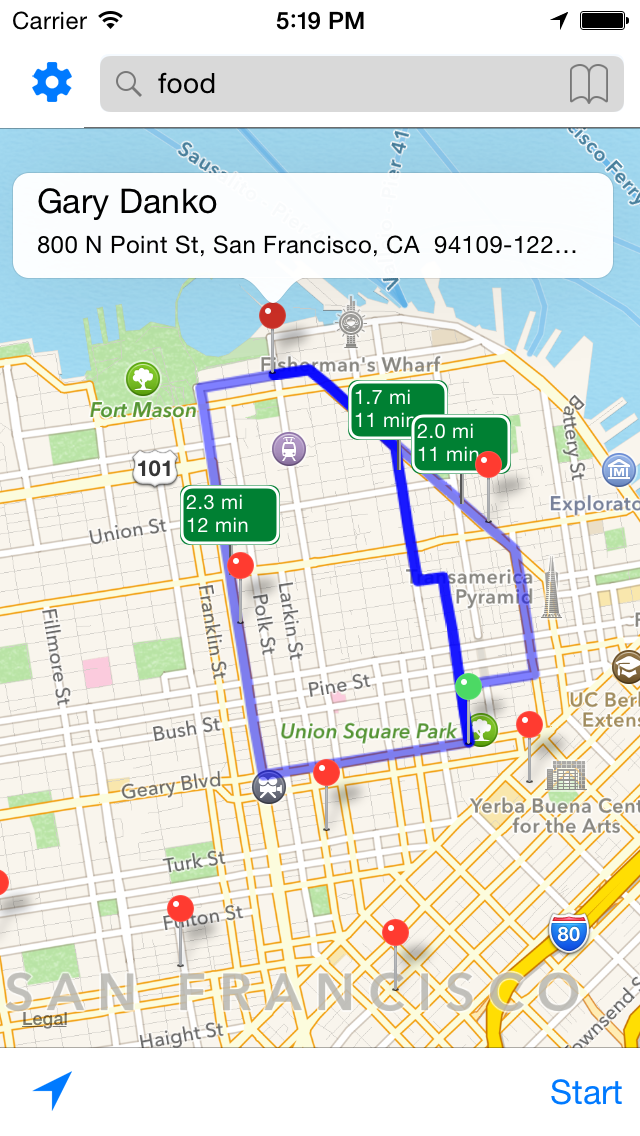 Carrier
5:19 PM
food
Pier 41
Gary Danko
800 N Point St, San Francisco, CA 94109-122…
Fisherman's Wharf
Fort Mason
1.7 mi
11 min
2.0 mi
11 min
Battery St
101
2.3 mi
12 min
Union St
Explorato
Transamerica
Pyramid
Franklin St
Polk St
Larkin St
Fillmore St
Pine St
UC Berk
Extens
Bush St
Union Square Park
Geary Blvd
Yerba Buena Cent
for the Arts
Turk St
Fulton St
80
SAN FRANCISCO
Legal
Haight St
Townsend S
Start